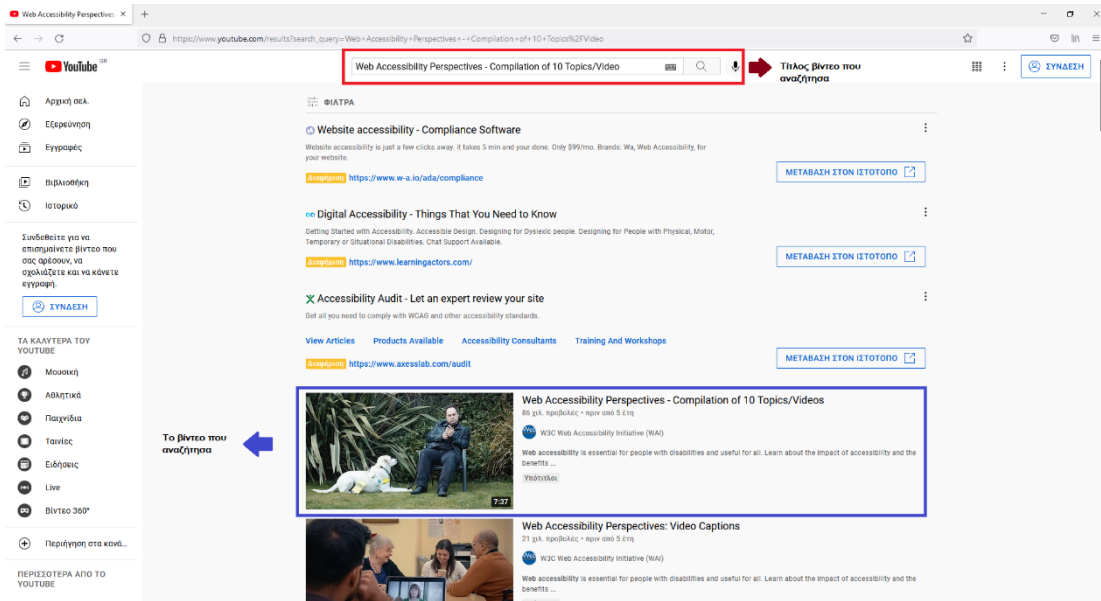 Web Accessibility Perspectives
https://www.youtube.com/results?search_query=Web+Accessibility+Perspectives+-+Compilation+of+10+Topics%2FVideo
YouTube GR
Web Accessibility Perspectives - Compilation of 10 Topics/Video
Τίτλος βίντεο που
αναζήτησα
ΣΥΝΔΕΣΗ
Αρχική σελ.
Εξερεύνηση
Εγγραφές
Βιβλιοθήκη
Ιστορικό
Συνδεθείτε για να
επισημαίνετε βίντεο που
σας αρέσουν, να
σχολιάζετε και να κάνετε
εγγραφή.
ΣΥΝΔΕΣΗ
ΤΑ ΚΑΛΥΤΕΡΑ ΤΟΥ
YOUTUBE
Μουσική
Αθλητικά
Παιχνίδια
Ταινίες
Ειδήσεις
Live
Βίντεο 360°
Περιήγηση στα κανά...
ΠΕΡΙΣΣΟΤΕΡΑ ΑΠΟ ΤΟ
YOUTUBE
ΦΙΛΤΡΑ
Website accessibility - Compliance Software
Website accessibility is just a few clicks away. it takes 5 min and your done. Only $99/mo. Brands: Wa, Web Accessibility, for
your website.
Διαφήμιση https://www.w-a.io/ada/compliance
ΜΕΤΑΒΑΣΗ ΣΤΟΝ ΙΣΤΟΤΟΠΟ
Digital Accessibility - Things That You Need to Know
Getting Started with Accessibility. Accessible Design. Designing for Dyslexic people. Designing for People with Physical, Motor,
Temporary or Situational Disabilities. Chat Support Available.
Διαφήμιση https://www.learningactors.com/
ΜΕΤΑΒΑΣΗ ΣΤΟΝ ΙΣΤΟΤΟΠΟ
Accessibility Audit - Let an expert review your site
Get all you need to comply with WCAG and other accessibility standards.
View Articles Products Available Accessibility Consultants Training And Workshops
Διαφήμιση https://www.axesslab.com/audit
ΜΕΤΑΒΑΣΗ ΣΤΟΝ ΙΣΤΟΤΟΠΟ
Το βίντεο που
αναζήτησα
7:37
Web Accessibility Perspectives - Compilation of 10 Topics/Videos
86 χιλ. προβολές • πριν από 5 έτη
W3C Web Accessibility Initiative (WAI)
Web accessibility is essential for people with disabilities and useful for all. Learn about the impact of accessibility and the
benefits ...
Υπότιτλοι
Web Accessibility Perspectives: Video Captions
21 χιλ. προβολές • πριν από 5 έτη
W3C Web Accessibility Initiative (WAI)
Web accessibility is essential for people with disabilities and useful for all. Learn about the impact of accessibility and the
benefits ...